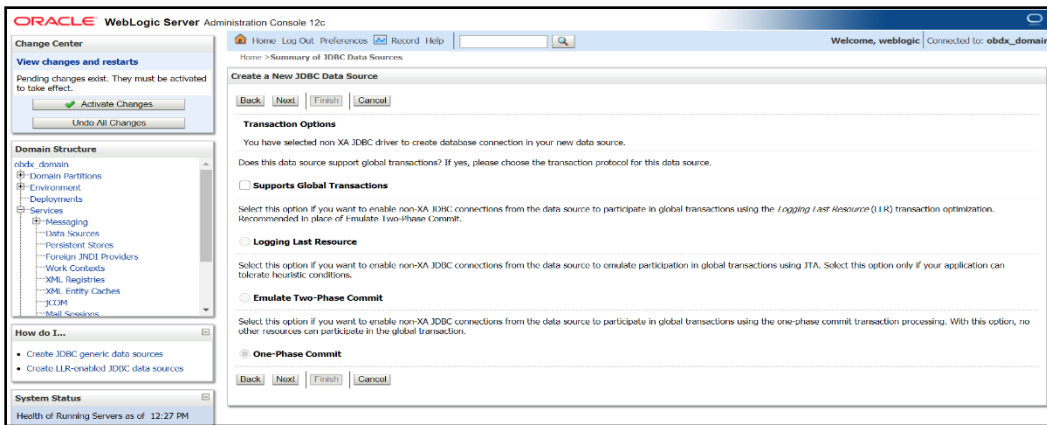 ORACLE WebLogic Server Administration Console 12c
Change Center
View changes and restarts
Pending changes exist. They must be activated
to take effect.
Activate Changes
Undo All Changes
Domain Structure
obdx_domain
Domain Partitions
Environment
Deployments
Services
Messaging
Data Sources
Persistent Stores
Foreign JNDI Providers
Work Contexts
XML Registries
XML Entity Caches
jCOM
Mail Sessions
How do I...
Create JDBC generic data sources
Create LLR-enabled JDBC data sources
System Status
Health of Running Servers as of 12:27 PM
Home Log Out Preferences Record Help
Welcome, weblogic Connected to: obdx_domain
Home >Summary of JDBC Data Sources
Create a New JDBC Data Source
Back Next Finish Cancel
Transaction Options
You have selected non-XA JDBC driver to create database connection in your new data source.
Does this data source support global transactions? If yes, please choose the transaction protocol for this data source.
Supports Global Transactions
Select this option if you want to enable non-XA JDBC connections from the data source to participate in global transactions using the Logging Last Resource (LLR) transaction optimization.
Recommended in place of Emulate Two-Phase Commit.
Logging Last Resource
Select this option if you want to enable non-XA JDBC connections from the data source to emulate participation in global transactions using JTA. Select this option only if your application can
tolerate heuristic conditions.
Emulate Two-Phase Commit
Select this option if you want to enable non-XA JDBC connections from the data source to participate in global transactions using the one-phase commit transaction processing. With this option, no
other resources can participate in the global transaction.
One-Phase Commit
Back Next Finish Cancel